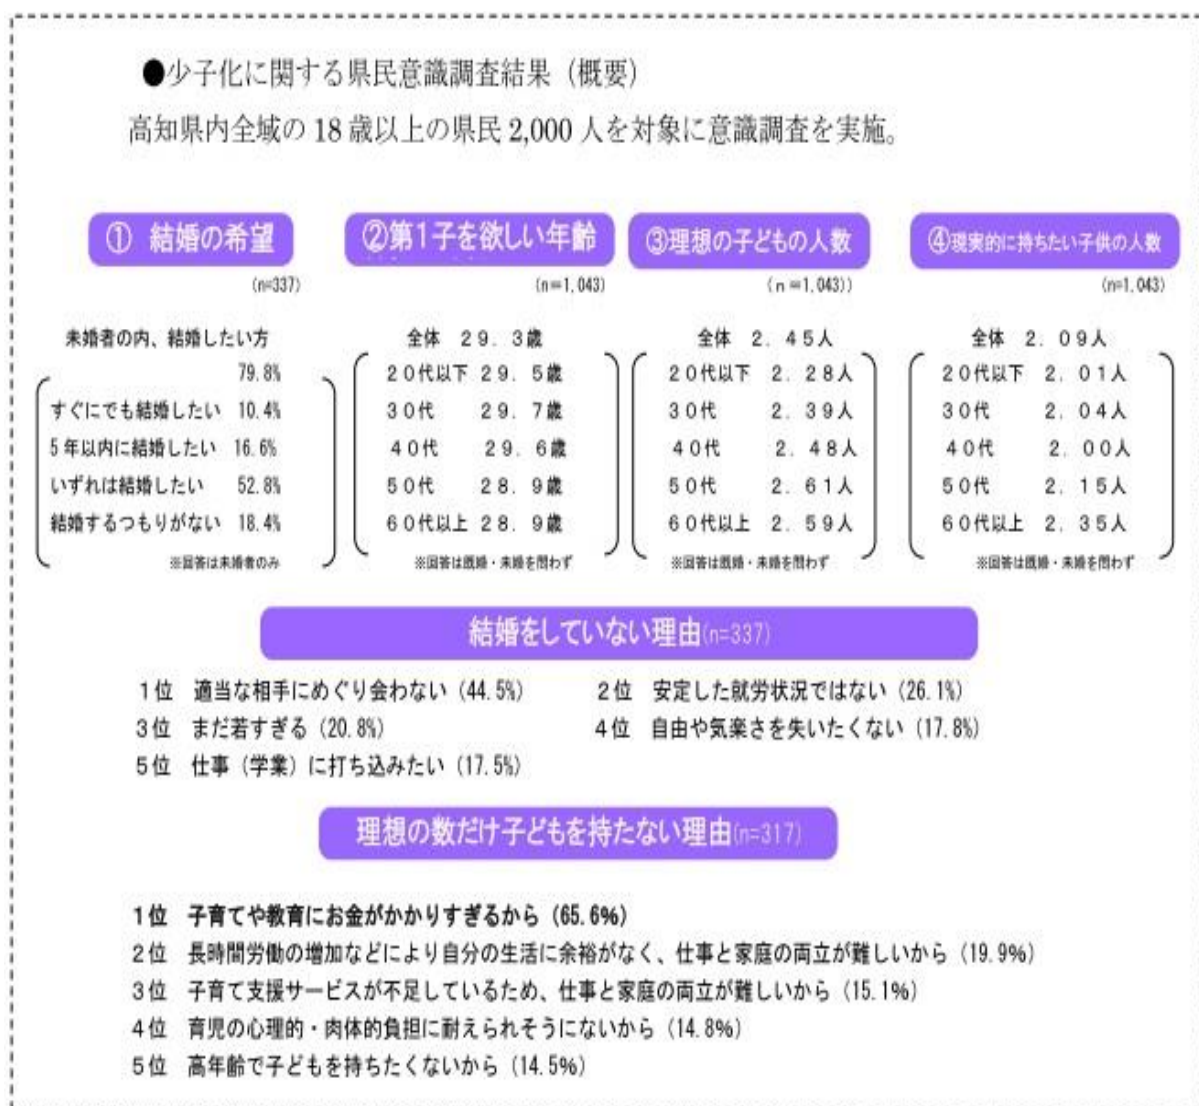 ●少子化に関する県民意識調査結果（概要）
高知県内全域の 18 歳以上の県民 2,000 人を対象に意識調査を実施。
① 結婚の希望
(n=337)
未婚者の内、結婚したい方
79.8%
すぐにでも結婚したい 10.4%
5年以内に結婚したい 16.6%
いずれは結婚したい 52.8%
結婚するつもりがない 18.4%
※回答は未婚者のみ
②第1子を欲しい年齢
(n=1,043)
全体 29.3歳
20代以下 29.5歳
30代 29.7歳
40代 29.6歳
50代 28.9歳
60代以上 28.9歳
※回答は既婚・未婚を問わず
③理想の子どもの人数
(n=1,043))
全体 2.45人
20代以下 2.28人
30代 2.39人
40代 2.48人
50代 2.61人
60代以上 2.59人
※回答は既婚・未婚を問わず
④現実的に持ちたい子供の人数
(n=1,043)
全体 2.09人
20代以下 2.01人
30代 2.04人
40代 2.00人
50代 2.15人
60代以上 2.35人
※回答は既婚・未婚を問わず
結婚をしていない理由(n=337)
1位 適当な相手にめぐり会わない（44.5%） 2位 安定した就労状況ではない（26.1%）
3位 まだ若すぎる（20.8%） 4位 自由や気楽さを失いたくない（17.8%）
5位 仕事（学業）に打ち込みたい（17.5%）
理想の数だけ子どもを持たない理由(n=317)
1位 子育てや教育にお金がかかりすぎるから（65.6%）
2位 長時間労働の増加などにより自分の生活に余裕がなく、仕事と家庭の両立が難しいから（19.9%）
3位 子育て支援サービスが不足しているため、仕事と家庭の両立が難しいから（15.1%）
4位 育児の心理的・肉体的負担に耐えられそうにないから（14.8%）
5位 高年齢で子どもを持ちたくないから（14.5%）